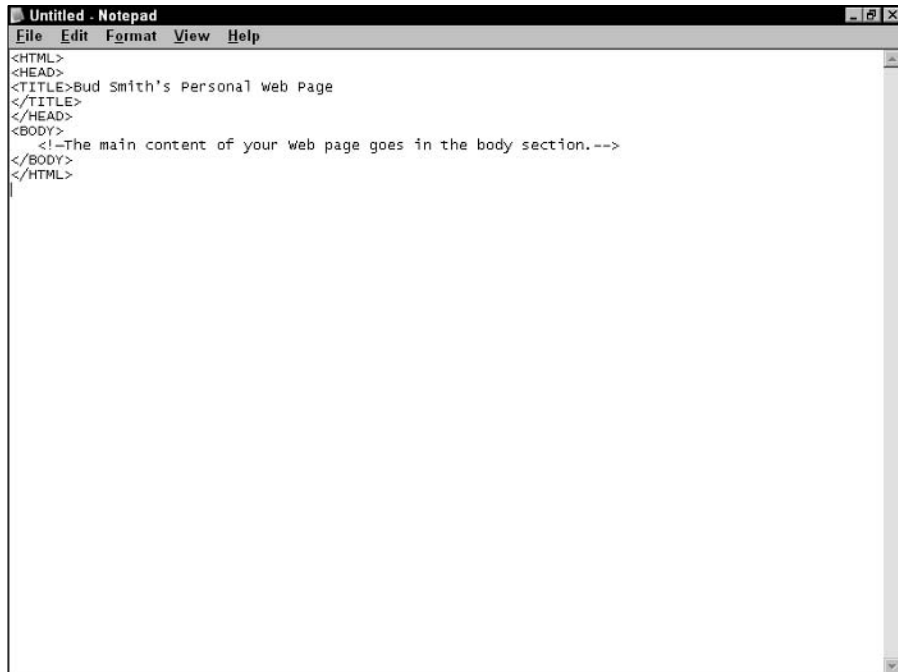 Untitled - Notepad
File Edit Format View Help
<HTML>
<HEAD>
<TITLE>Bud Smith's Personal Web Page
</TITLE>
</HEAD>
<BODY>
<!–The main content of your Web page goes in the body section.-->
</BODY>
</HTML>